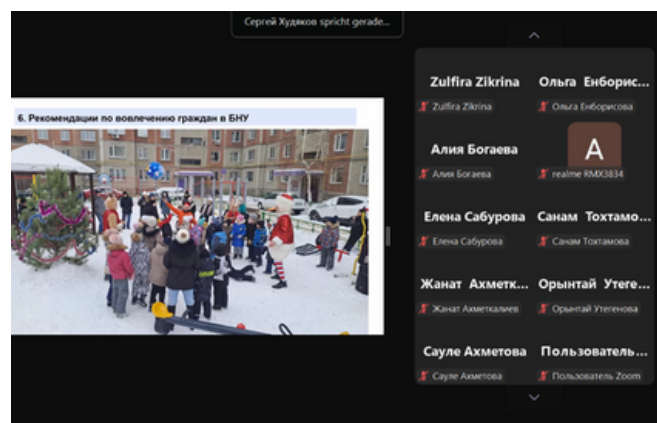 Сергей Худяков spricht gerade...
6. Рекомендации по вовлечению граждан в БНУ
Zulfira Zikrina
Ольга Енборис...
Zulfira Zikrina
Ольга Енборисова
Алия Богаева
A
Алия Богаева
realme RMX3834
Елена Сабурова
Санам Тохтамо...
Елена Сабурова
Санам Тохтамова
Жанат Ахметк...
Орынтай Утеге...
Жанат Ахметкалиев
Орынтай Утегенова
Сауле Ахметова
Пользователь...
Сауле Ахметова
Пользователь Zoom